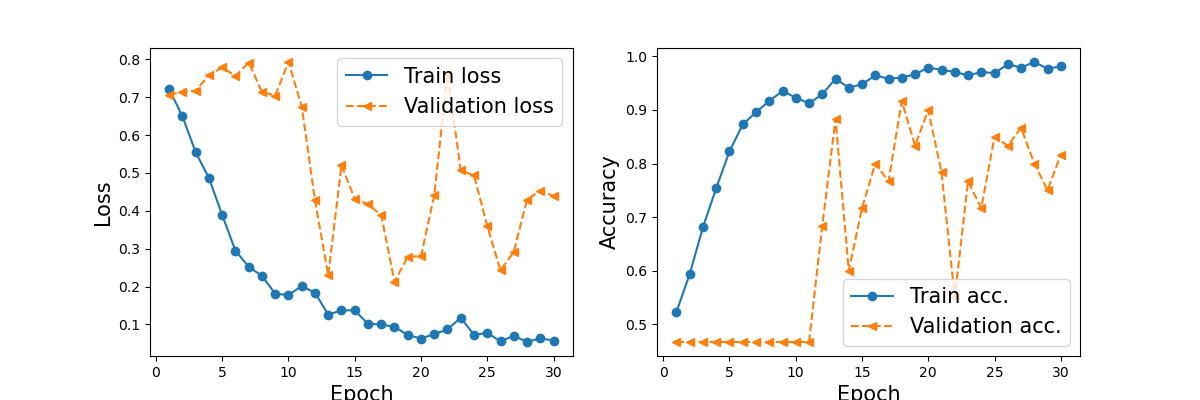 0.8
0.7
0.6
0.5
0.4
0.3
0.2
0.1
Loss
Train loss
Validation loss
0 5 10 15 20 25 30
Epoch
1.0
0.9
0.8
0.7
0.6
0.5
Accuracy
Train acc.
Validation acc.
0 5 10 15 20 25 30
Epoch